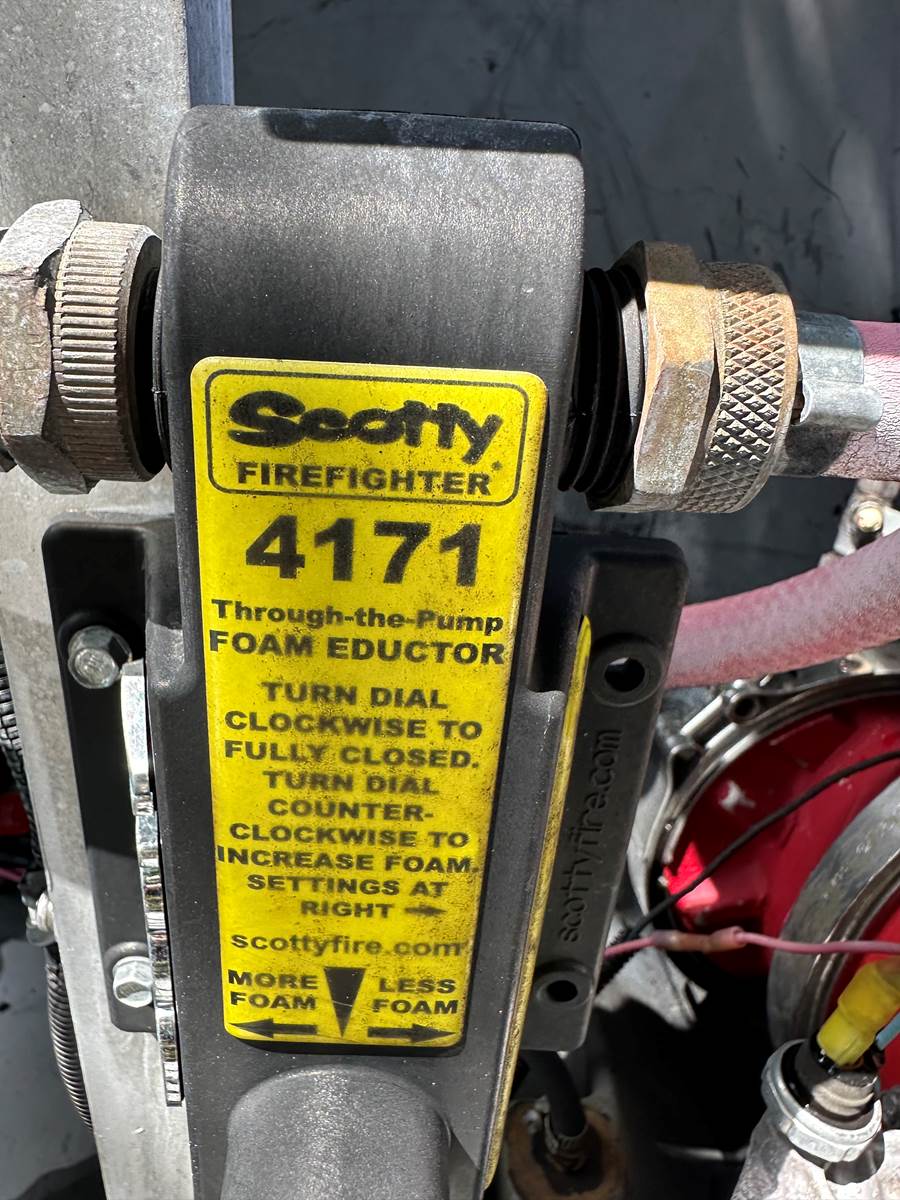 Scotty
FIREFIGHTER
4171
Through-the-Pump
FOAM EDUCTOR
TURN DIAL
CLOCKWISE TO
FULLY CLOSED.
TURN DIAL
COUNTER-
CLOCKWISE TO
INCREASE FOAM.
SETTINGS AT
RIGHT →
scottyfire.com
MORE FOAM
LESS FOAM
scottyfire.com